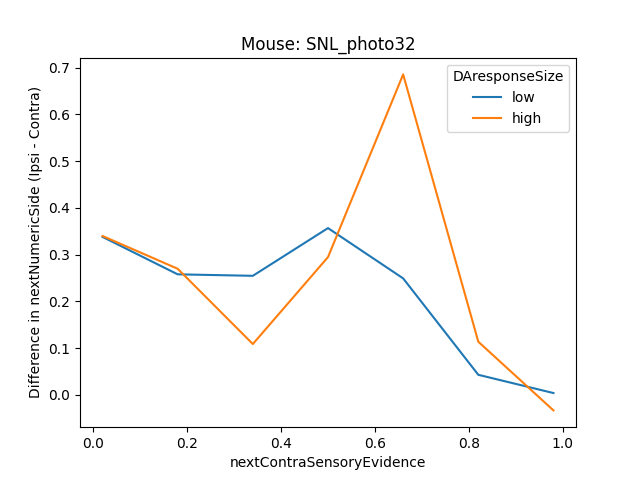 Mouse: SNL_photo32
DAresponseSize
low
high
Difference in nextNumericSide (Ipsi - Contra)
0.7
0.6
0.5
0.4
0.3
0.2
0.1
0.0
0.0 0.2 0.4 0.6 0.8 1.0
nextContraSensoryEvidence